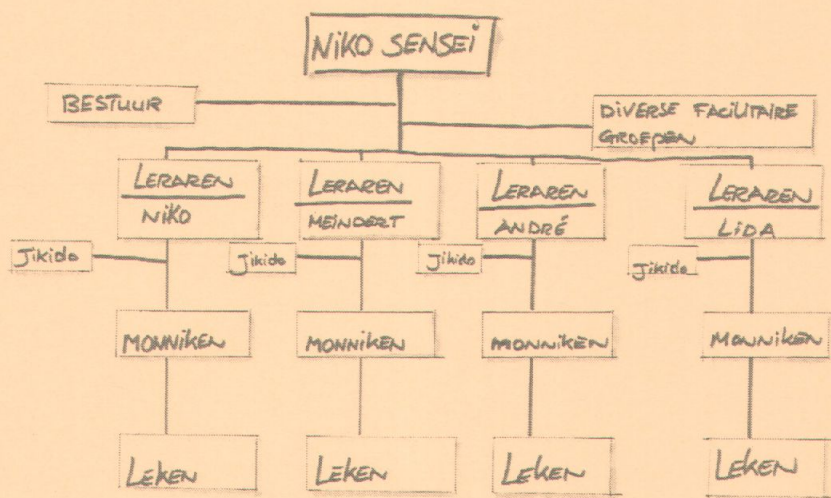 NIKO SENSEI
BESTUUR
DIVERSE FACILITAIRE
GROEPEN
LERAREN
NIKO
LERAREN
MEINDERT
LERAREN
ANDRÉ
LERAREN
LIDA
Jikido
Jikido
Jikido
Jikido
MONNIKEN
MONNIKEN
MONNIKEN
MONNIKEN
LEKEN
LEKEN
LEKEN
LEKEN